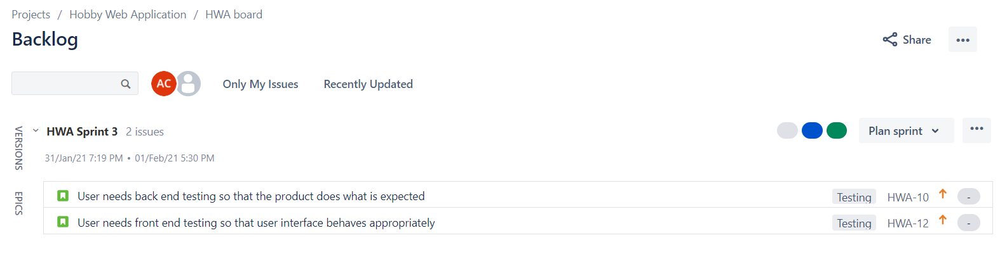 Projects / Hobby Web Application / HWA board
Backlog
Share
AC
Only My Issues
Recently Updated
VERSIONS
HWA Sprint 3 2 issues
Plan sprint
31/Jan/21 7:19 PM • 01/Feb/21 5:30 PM
EPICS
User needs back end testing so that the product does what is expected Testing HWA-10 -
User needs front end testing so that user interface behaves appropriately Testing HWA-12 -